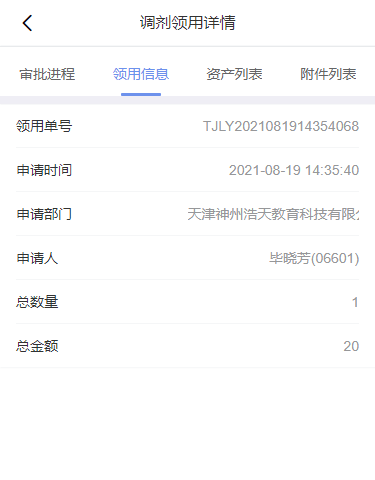 调剂领用详情
审批进程 领用信息 资产列表 附件列表
领用单号 TJLY2021081914354068
申请时间 2021-08-19 14:35:40
申请部门 天津神州浩天教育科技有限
申请人 毕晓芳(06601)
总数量 1
总金额 20